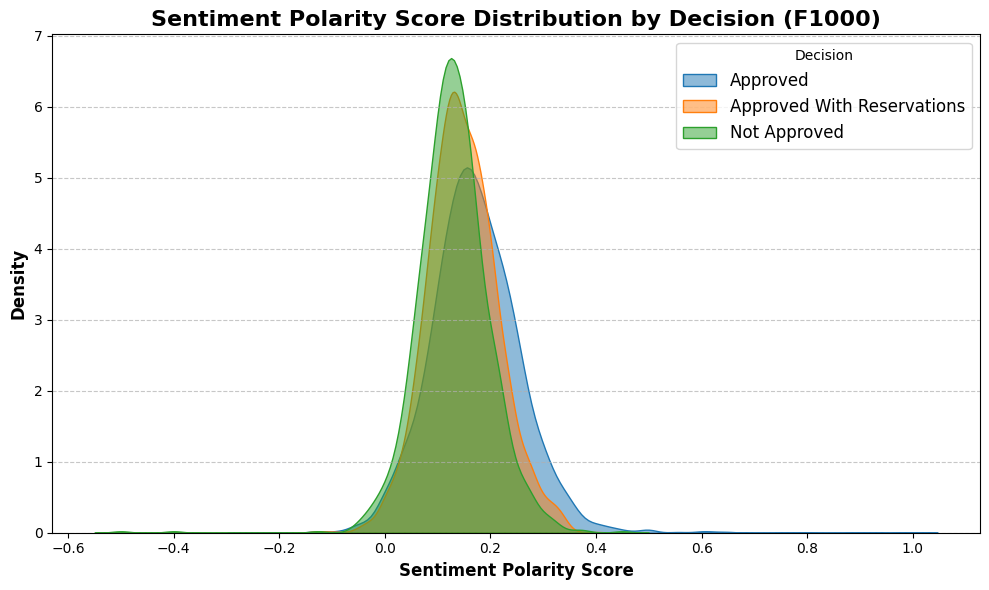 Sentiment Polarity Score Distribution by Decision (F1000)
Decision
Approved
Approved With Reservations
Not Approved
Density
7
6
5
4
3
2
1
0
−0.6 −0.4 −0.2 0.0 0.2 0.4 0.6 0.8 1.0
Sentiment Polarity Score